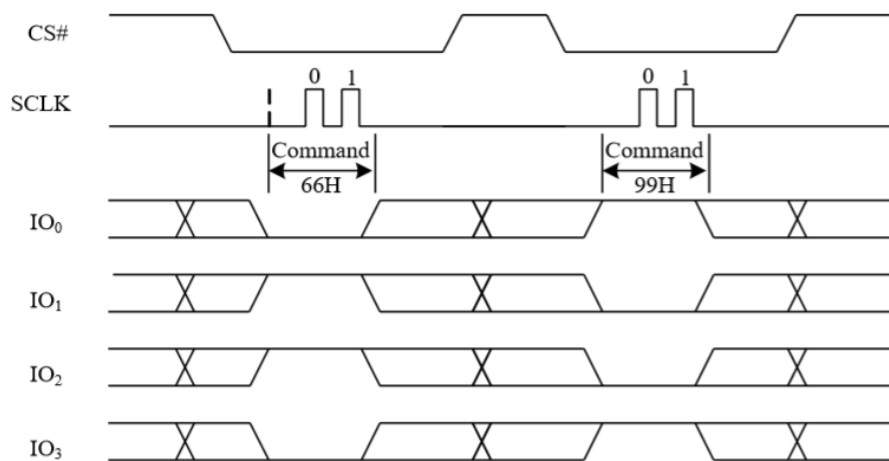 CS#
0 1 0 1
SCLK
Command Command
66H 99H
IO₀
IO₁
IO₂
IO₃